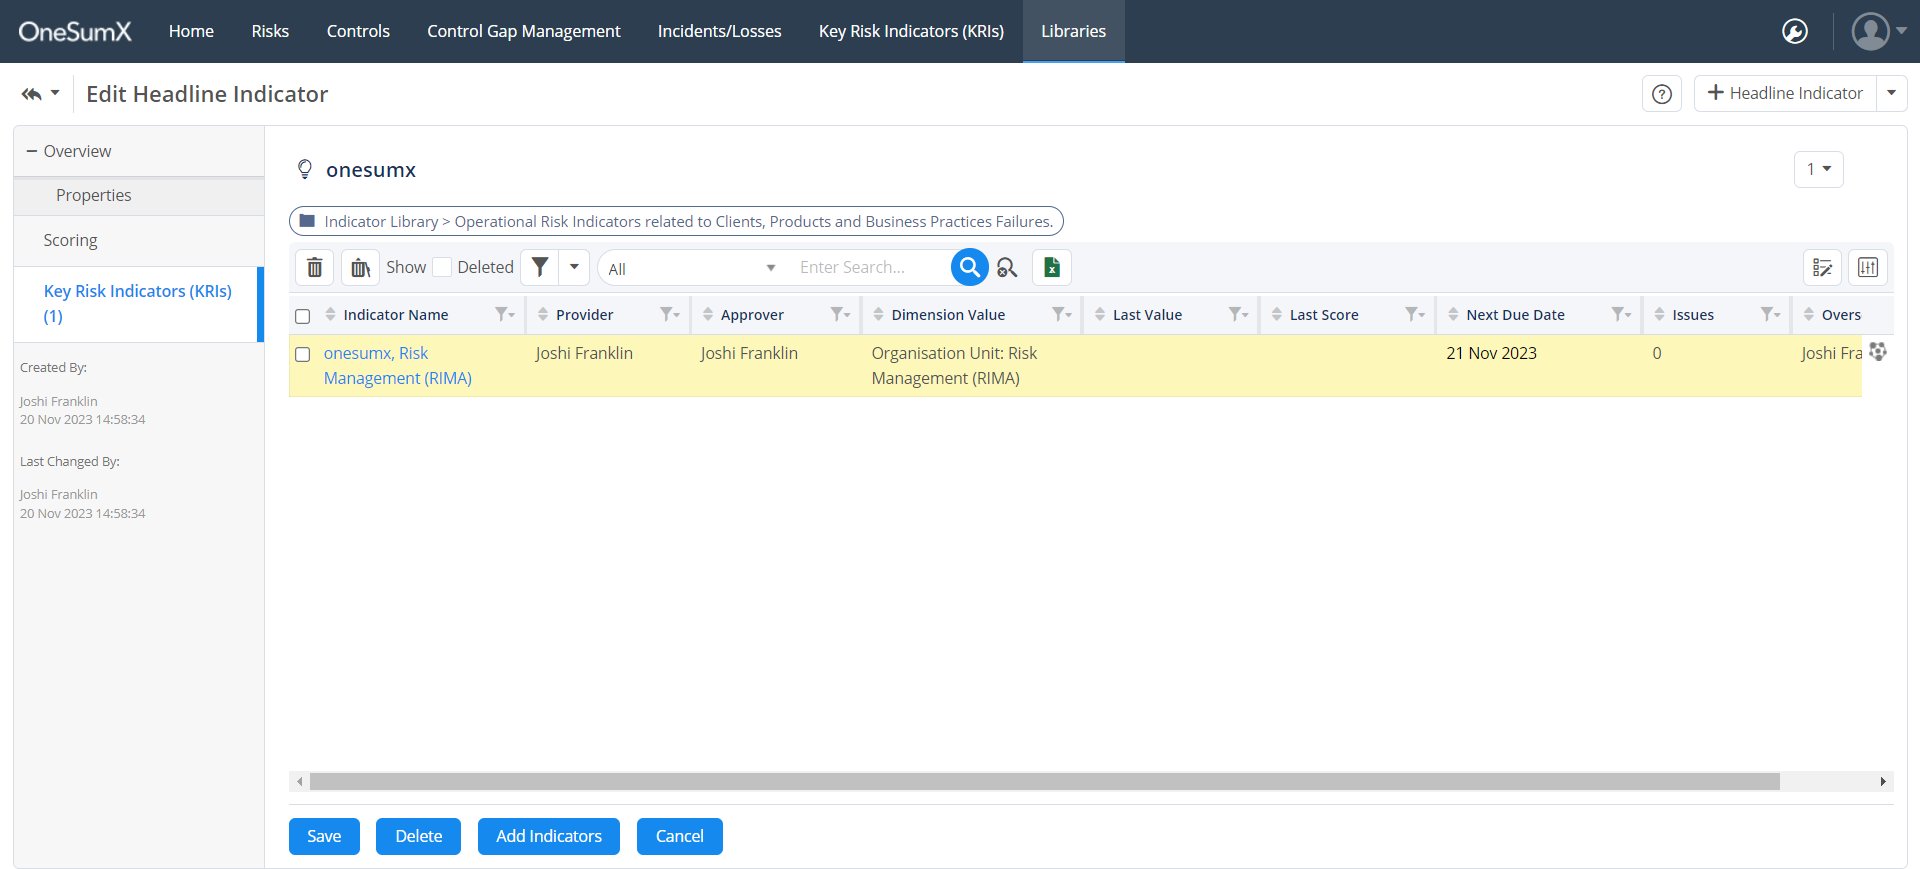 OneSumX
Home
Risks
Controls
Control Gap Management
Incidents/Losses
Key Risk Indicators (KRIs)
Libraries
Edit Headline Indicator
Headline Indicator
Overview
Properties
Scoring
Key Risk Indicators (KRIs)
(1)
Created By:
Joshi Franklin
20 Nov 2023 14:58:34
Last Changed By:
Joshi Franklin
20 Nov 2023 14:58:34
onesumx
1
Indicator Library > Operational Risk Indicators related to Clients, Products and Business Practices Failures.
Show
Deleted
All
Enter Search...
Indicator Name
Provider
Approver
Dimension Value
Last Value
Last Score
Next Due Date
Issues
Overs
onesumx, Risk
Management (RIMA)
Joshi Franklin
Joshi Franklin
Organisation Unit: Risk
Management (RIMA)
21 Nov 2023
0
Joshi Fra
Save
Delete
Add Indicators
Cancel